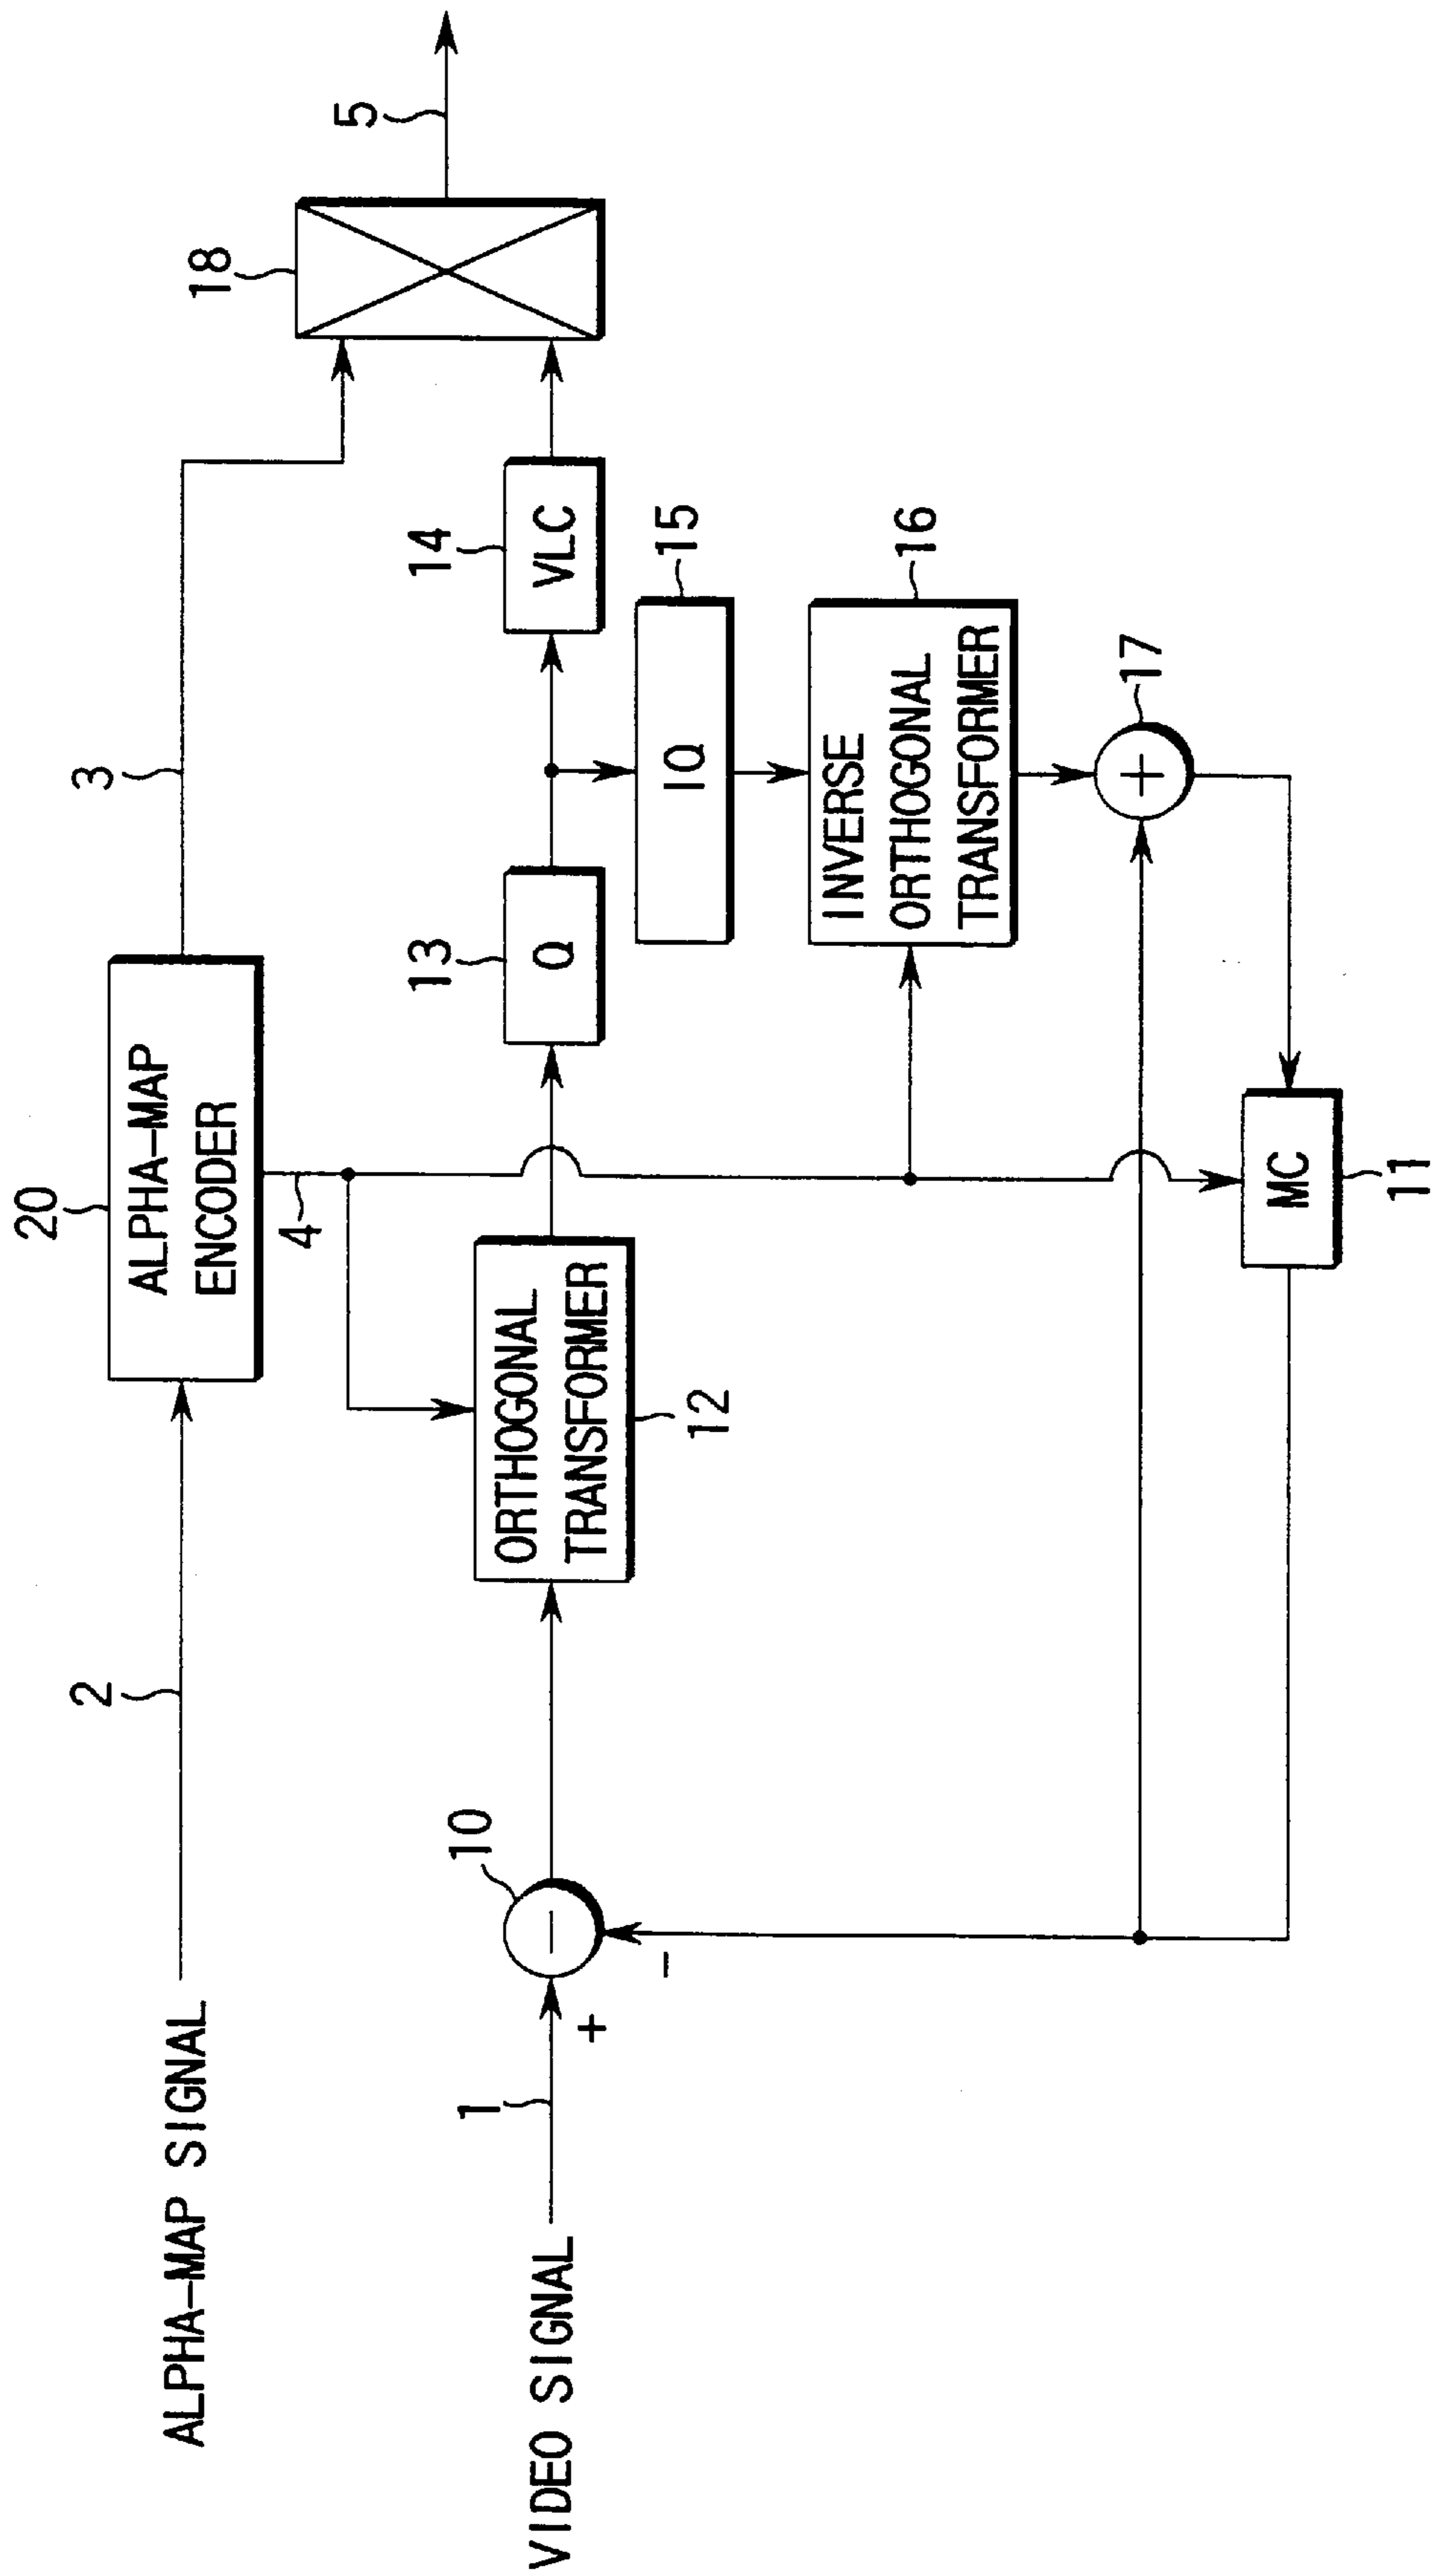 ALPHA-MAP SIGNAL
2
20
ALPHA-MAP
ENCODER
3
4
18
5
VIDEO SIGNAL
1
+
-
10
ORTHOGONAL
TRANSFORMER
12
13
Q
14
VLC
15
IQ
INVERSE
ORTHOGONAL
TRANSFORMER
16
17
+
MC
11